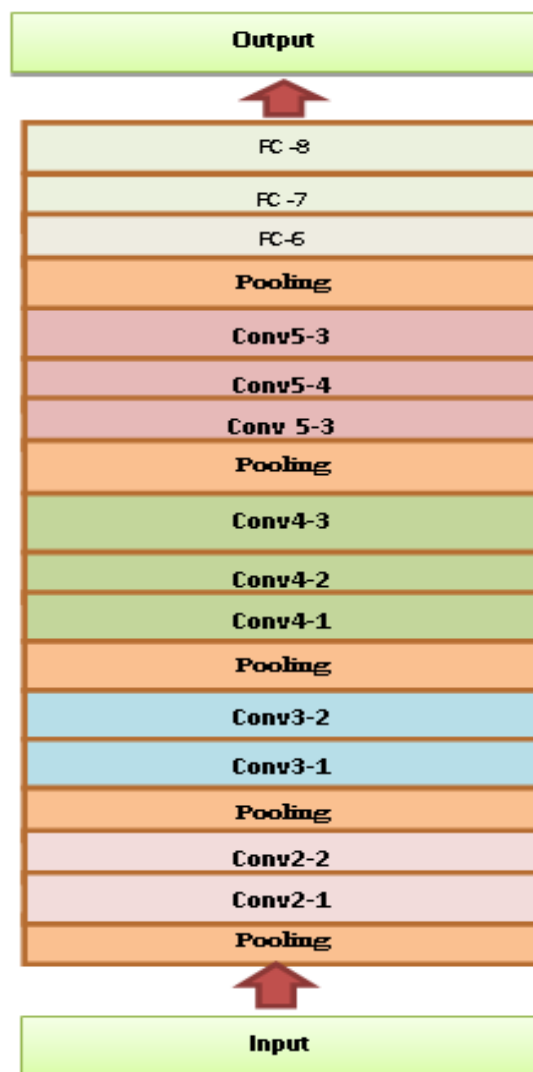 Output
FC -8
FC -7
FC-6
Pooling
Conv5-3
Conv5-4
Conv 5-3
Pooling
Conv4-3
Conv4-2
Conv4-1
Pooling
Conv3-2
Conv3-1
Pooling
Conv2-2
Conv2-1
Pooling
Input